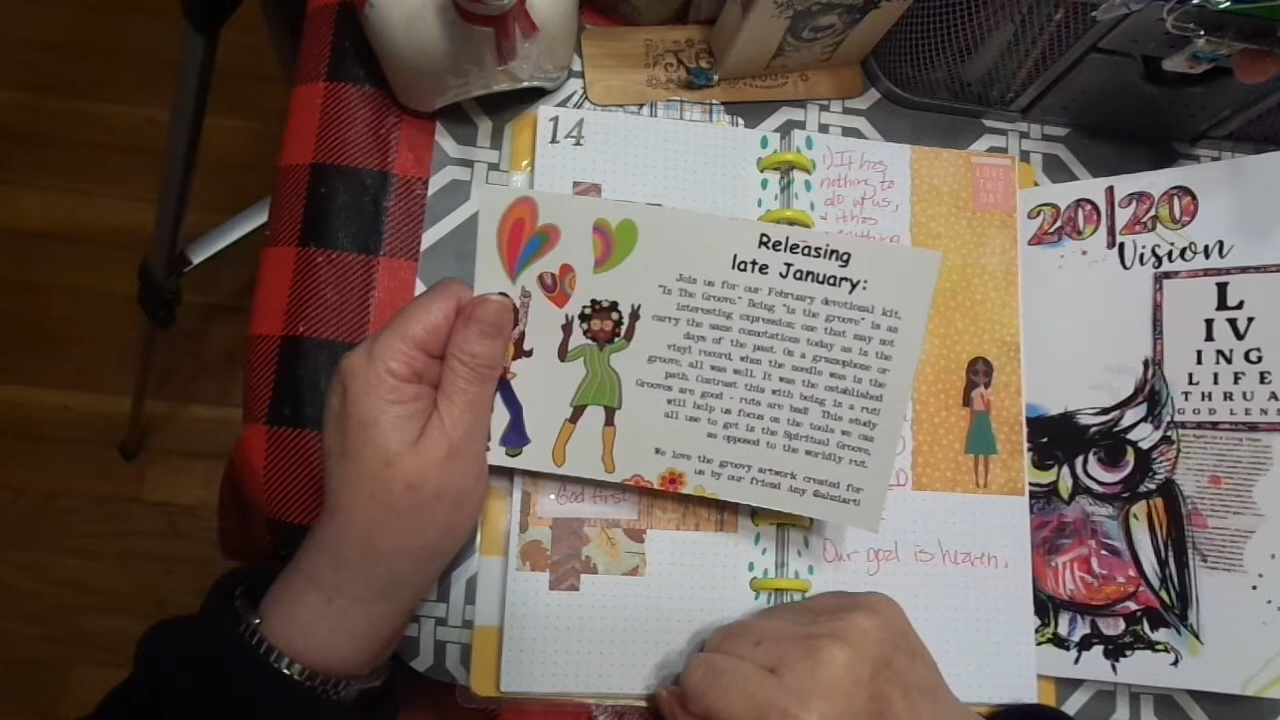 14
1) It has
nothing to
do w/ us,
& it has
LOVE
THIS
DAY
Releasing
late January:
Join us for our February devotional kit,
"Is The Groove." Being "is the groove" is as
interesting expression; one that may not
carry the same connotations today as in the
days of the past. On a gramophone or
vinyl record, when the needle was in the
groove, all was well. It was the established
path. Contrast this with being in a rut!
Grooves are good - ruts are bad! This study
will help us focus on the tools we can
all use to get in the Spiritual Groove,
as opposed to the worldly rut.
We love the groovy artwork created for
us by our friend Amy
God first
Our god is heaven.
20|20
Vision
L
IV
ING
LIFE
THRU A
GOD LENS